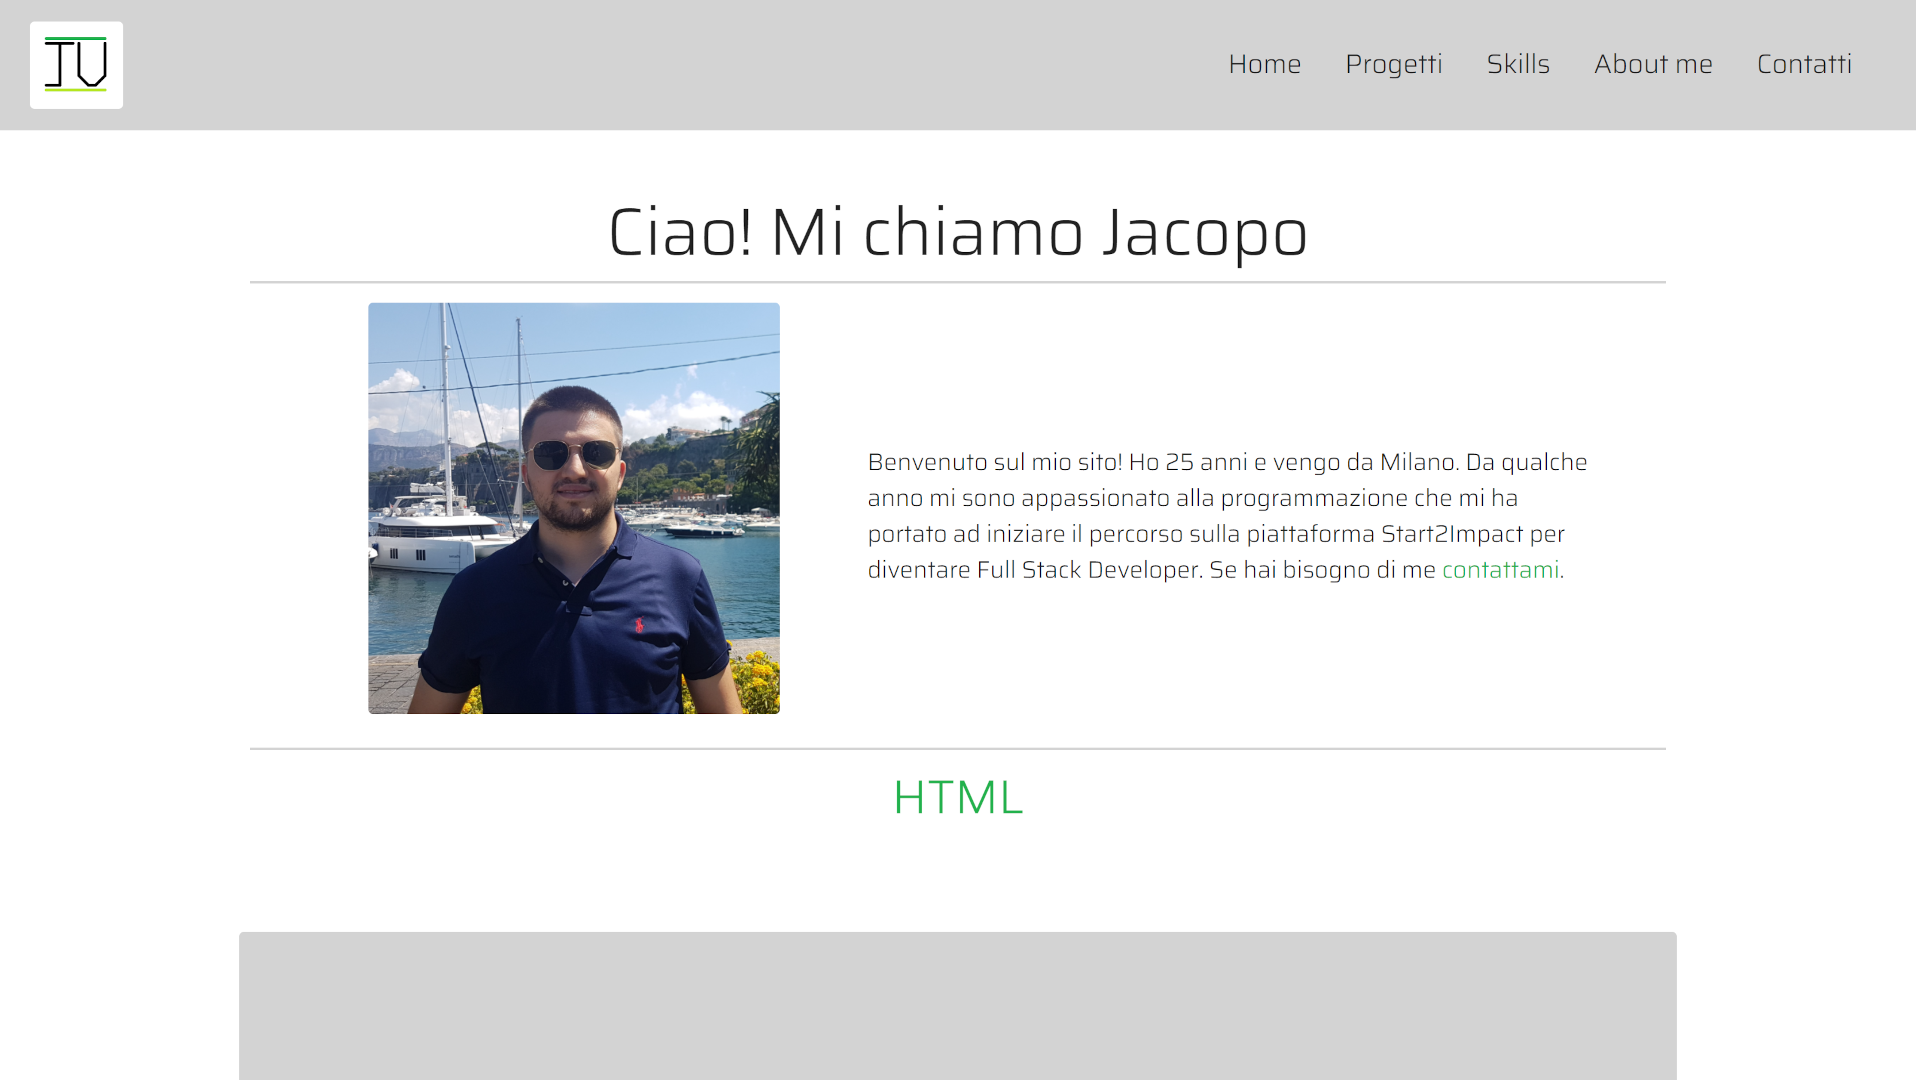 JV
Home Progetti Skills About me Contatti
Ciao! Mi chiamo Jacopo
Benvenuto sul mio sito! Ho 25 anni e vengo da Milano. Da qualche
anno mi sono appassionato alla programmazione che mi ha
portato ad iniziare il percorso sulla piattaforma Start2Impact per
diventare Full Stack Developer. Se hai bisogno di me contattami.
HTML